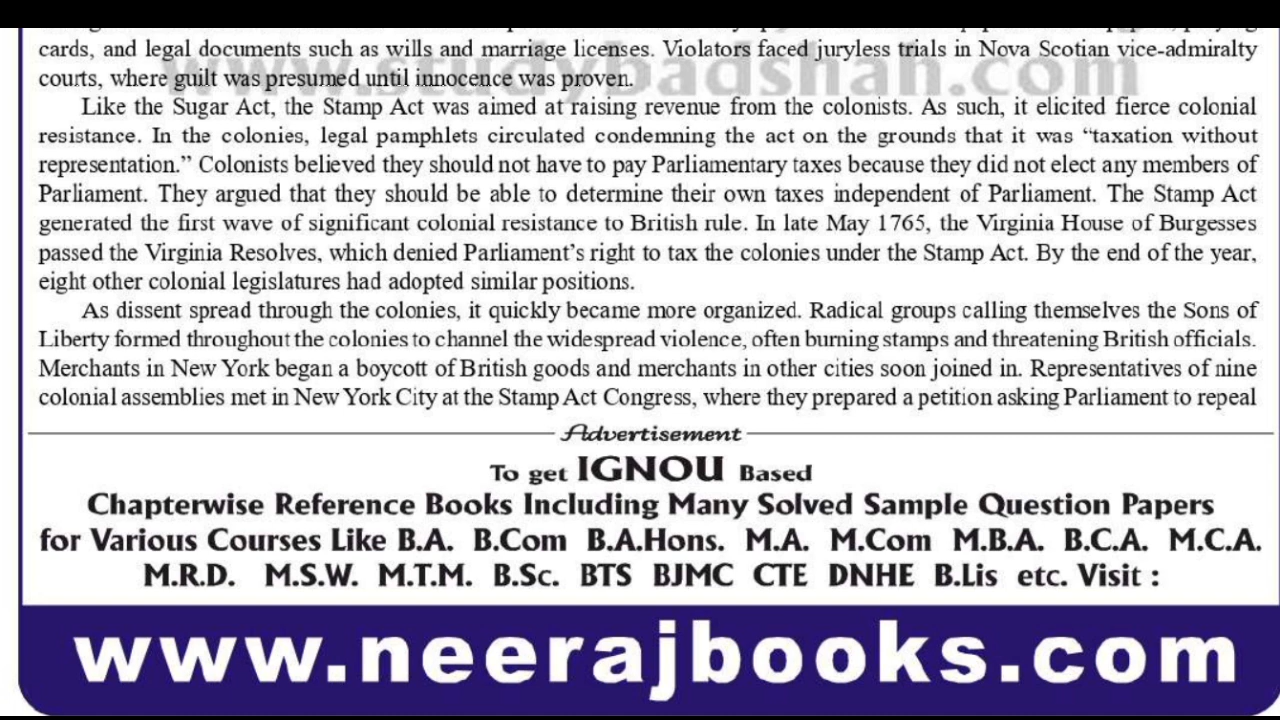 cards, and legal documents such as wills and marriage licenses. Violators faced juryless trials in Nova Scotian vice-admiralty
courts, where guilt was presumed until innocence was proven.
www.studybadshah.com
Like the Sugar Act, the Stamp Act was aimed at raising revenue from the colonists. As such, it elicited fierce colonial
resistance. In the colonies, legal pamphlets circulated condemning the act on the grounds that it was “taxation without
representation.” Colonists believed they should not have to pay Parliamentary taxes because they did not elect any members of
Parliament. They argued that they should be able to determine their own taxes independent of Parliament. The Stamp Act
generated the first wave of significant colonial resistance to British rule. In late May 1765, the Virginia House of Burgesses
passed the Virginia Resolves, which denied Parliament’s right to tax the colonies under the Stamp Act. By the end of the year,
eight other colonial legislatures had adopted similar positions.
As dissent spread through the colonies, it quickly became more organized. Radical groups calling themselves the Sons of
Liberty formed throughout the colonies to channel the widespread violence, often burning stamps and threatening British officials.
Merchants in New York began a boycott of British goods and merchants in other cities soon joined in. Representatives of nine
colonial assemblies met in New York City at the Stamp Act Congress, where they prepared a petition asking Parliament to repeal
Advertisement
To get IGNOU Based
Chapterwise Reference Books Including Many Solved Sample Question Papers
for Various Courses Like B.A. B.Com B.A.Hons. M.A. M.Com M.B.A. B.C.A. M.C.A.
M.R.D. M.S.W. M.T.M. B.Sc. BTS BJMC CTE DNHE B.Lis etc. Visit :
www.neerajbooks.com